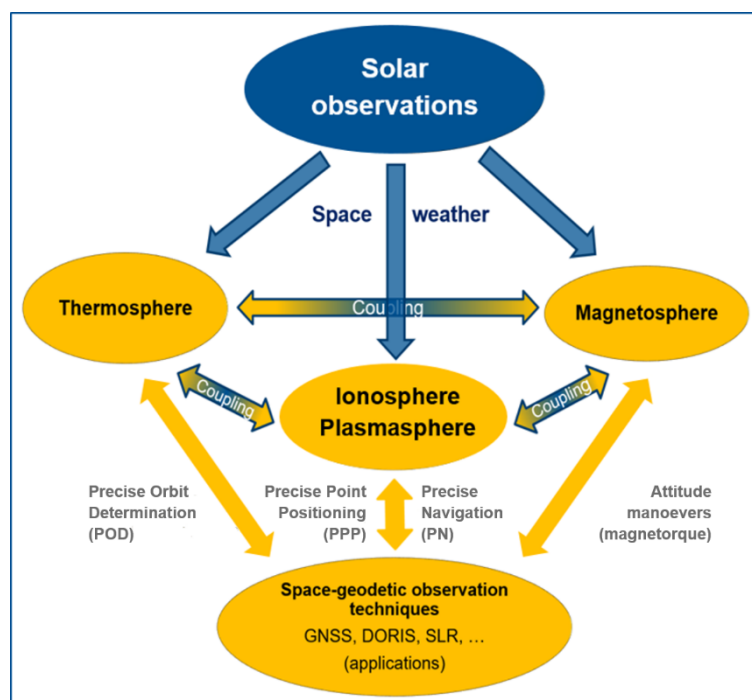 Solar
observations
Space weather
Thermosphere
Coupling
Magnetosphere
Coupling
Ionosphere
Plasmasphere
Coupling
Precise Orbit
Determination
(POD)
Precise Point
Positioning
(PPP)
Precise
Navigation
(PN)
Attitude
manoevers
(magnetorque)
Space-geodetic observation
techniques
GNSS, DORIS, SLR, ...
(applications)